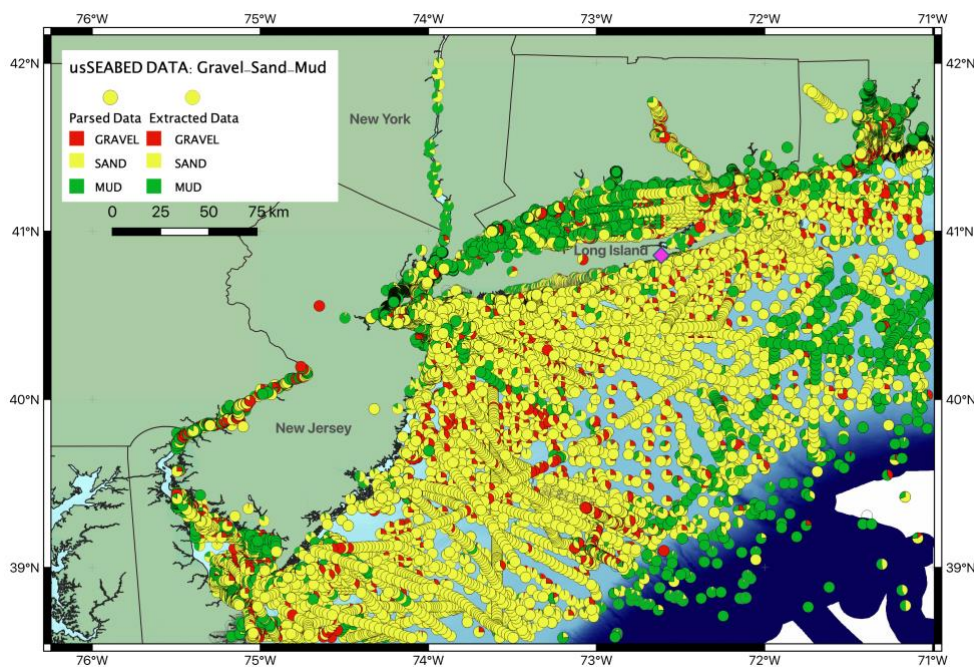 76°W 75°W 74°W 73°W 72°W 71°W
42°N 42°N
usSEABED DATA: Gravel_Sand_Mud
Parsed Data Extracted Data
GRAVEL GRAVEL
SAND SAND
MUD MUD
0 25 50 75 km
New York
41°N 41°N
Long Island
40°N 40°N
New Jersey
39°N 39°N
76°W 75°W 74°W 73°W 72°W 71°W